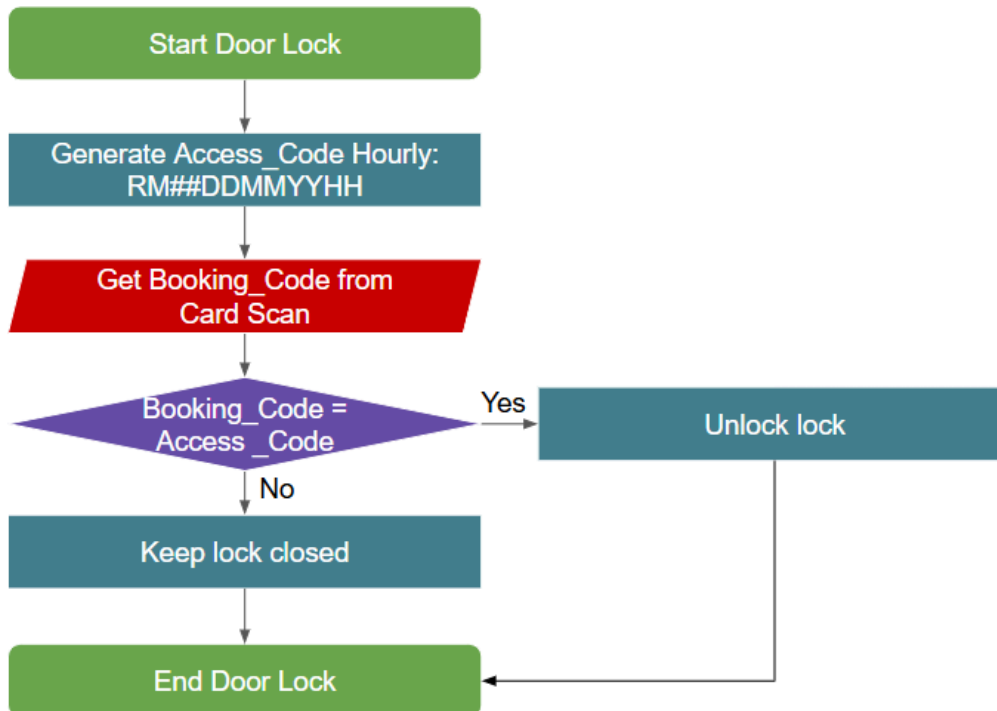 Start Door Lock
Generate Access_Code Hourly:
RM##DDMMYYHH
Get Booking_Code from
Card Scan
Booking_Code =
Access _Code
Yes
Unlock lock
No
Keep lock closed
End Door Lock